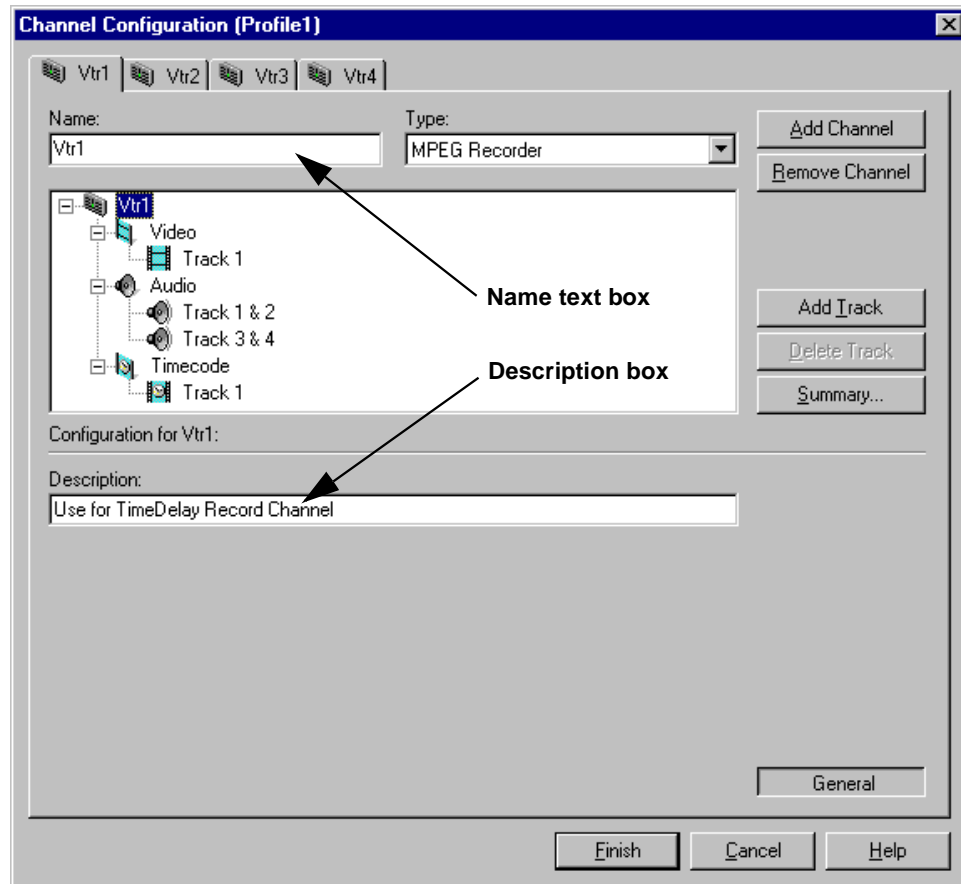 Channel Configuration (Profile1)
Vtr1 Vtr2 Vtr3 Vtr4
Name: Type:
Vtr1 MPEG Recorder
Add Channel
Remove Channel
Vtr1
Video
Track 1
Audio
Track 1 & 2
Track 3 & 4
Timecode
Track 1
Name text box
Description box
Add Track
Delete Track
Summary...
Configuration for Vtr1:
Description:
Use for TimeDelay Record Channel
General
Finish Cancel Help